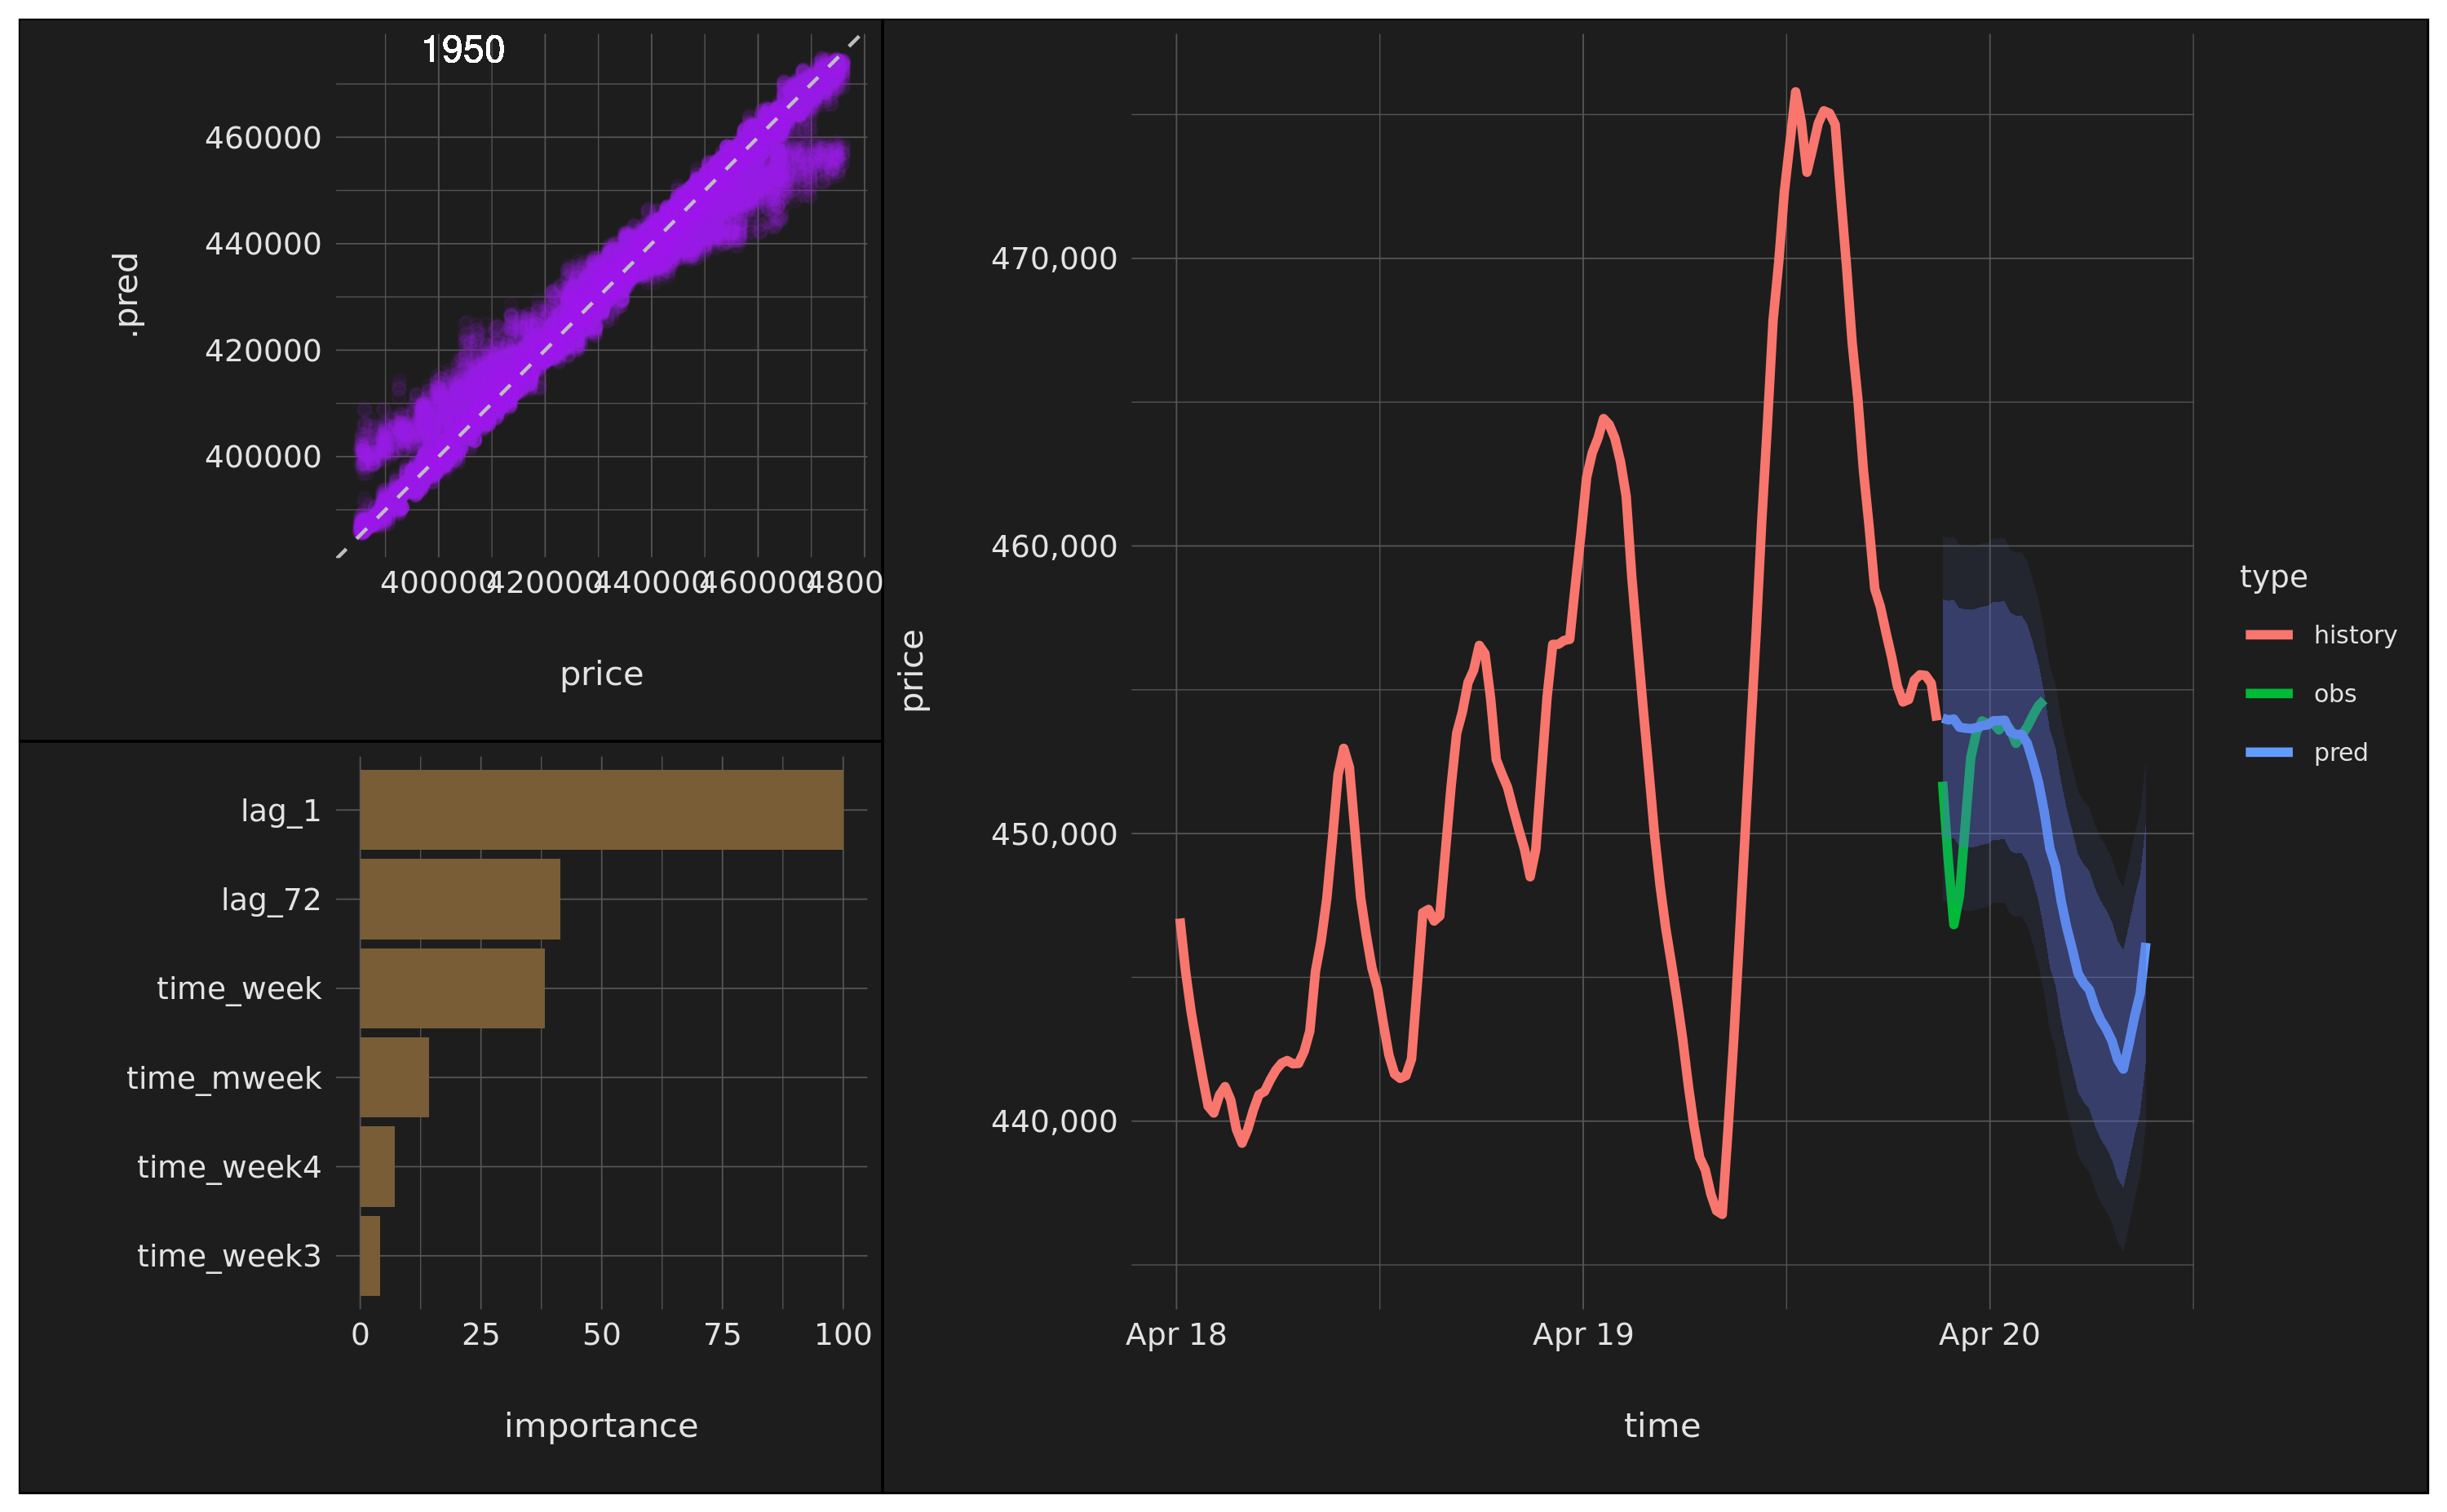 1950
.pred
460000
440000
420000
400000
400000 420000 440000 460000 4800
price
lag_1
lag_72
time_week
time_mweek
time_week4
time_week3
0 25 50 75 100
importance
price
470,000
460,000
450,000
440,000
Apr 18 Apr 19 Apr 20
time
type
history
obs
pred